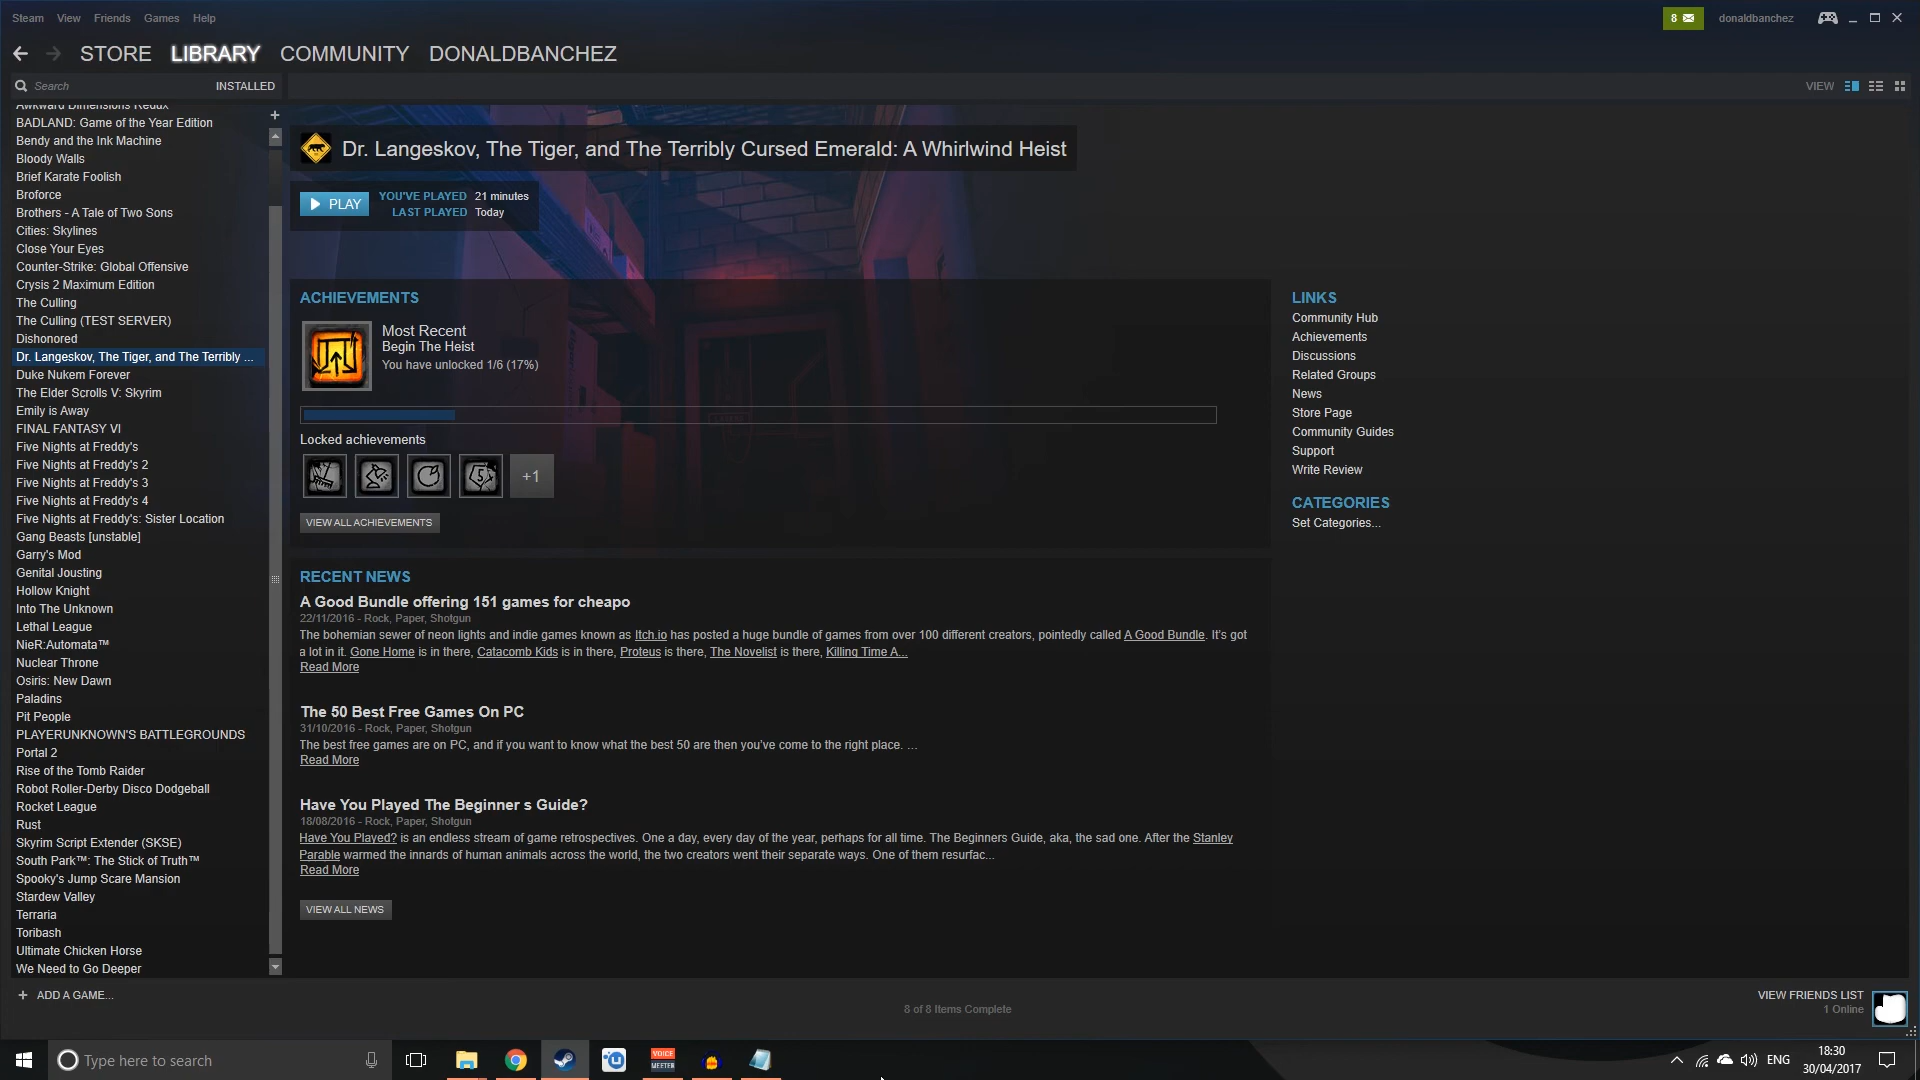 Steam View Friends Games Help
8
donaldbanchez
STORE LIBRARY COMMUNITY DONALDBANCHEZ
Search
INSTALLED
VIEW
Awkward Dimensions Redux
BADLAND: Game of the Year Edition
Bendy and the Ink Machine
Bloody Walls
Brief Karate Foolish
Broforce
Brothers - A Tale of Two Sons
Cities: Skylines
Close Your Eyes
Counter-Strike: Global Offensive
Crysis 2 Maximum Edition
The Culling
The Culling (TEST SERVER)
Dishonored
Dr. Langeskov, The Tiger, and The Terribly ...
Duke Nukem Forever
The Elder Scrolls V: Skyrim
Emily is Away
FINAL FANTASY VI
Five Nights at Freddy's
Five Nights at Freddy's 2
Five Nights at Freddy's 3
Five Nights at Freddy's 4
Five Nights at Freddy's: Sister Location
Gang Beasts [unstable]
Garry's Mod
Genital Jousting
Hollow Knight
Into The Unknown
Lethal League
NieR:Automata™
Nuclear Throne
Osiris: New Dawn
Paladins
Pit People
PLAYERUNKNOWN'S BATTLEGROUNDS
Portal 2
Rise of the Tomb Raider
Robot Roller-Derby Disco Dodgeball
Rocket League
Rust
Skyrim Script Extender (SKSE)
South Park™: The Stick of Truth™
Spooky's Jump Scare Mansion
Stardew Valley
Terraria
Toribash
Ultimate Chicken Horse
We Need to Go Deeper
+ ADD A GAME...
Dr. Langeskov, The Tiger, and The Terribly Cursed Emerald: A Whirlwind Heist
PLAY
YOU'VE PLAYED 21 minutes
LAST PLAYED Today
ACHIEVEMENTS
Most Recent
Begin The Heist
You have unlocked 1/6 (17%)
Locked achievements
5
+1
VIEW ALL ACHIEVEMENTS
RECENT NEWS
A Good Bundle offering 151 games for cheapo
22/11/2016 - Rock, Paper, Shotgun
The bohemian sewer of neon lights and indie games known as Itch.io has posted a huge bundle of games from over 100 different creators, pointedly called A Good Bundle. It's got
a lot in it. Gone Home is in there, Catacomb Kids is in there, Proteus is there, The Novelist is there, Killing Time A...
Read More
The 50 Best Free Games On PC
31/10/2016 - Rock, Paper, Shotgun
The best free games are on PC, and if you want to know what the best 50 are then you've come to the right place. ...
Read More
Have You Played The Beginner s Guide?
18/08/2016 - Rock, Paper, Shotgun
Have You Played? is an endless stream of game retrospectives. One a day, every day of the year, perhaps for all time. The Beginners Guide, aka, the sad one. After the Stanley
Parable warmed the innards of human animals across the world, the two creators went their separate ways. One of them resurfac...
Read More
VIEW ALL NEWS
LINKS
Community Hub
Achievements
Discussions
Related Groups
News
Store Page
Community Guides
Support
Write Review
CATEGORIES
Set Categories...
8 of 8 Items Complete
VIEW FRIENDS LIST
1 Online
Type here to search
VOICE
MEETER
ENG
18:30
30/04/2017